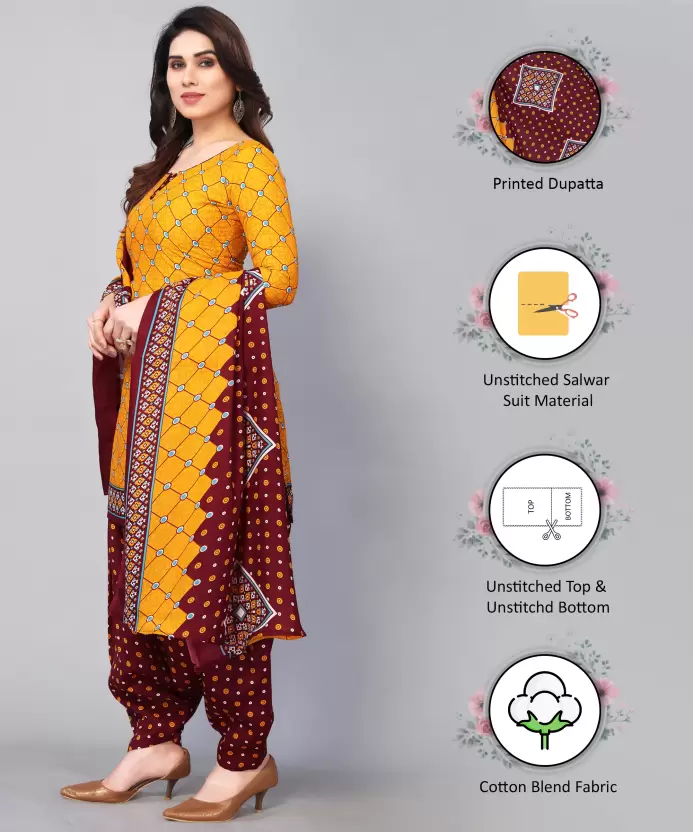 Printed Dupatta
Unstitched Salwar
Suit Material
TOP
BOTTOM
Unstitched Top &
Unstitchd Bottom
Cotton Blend Fabric